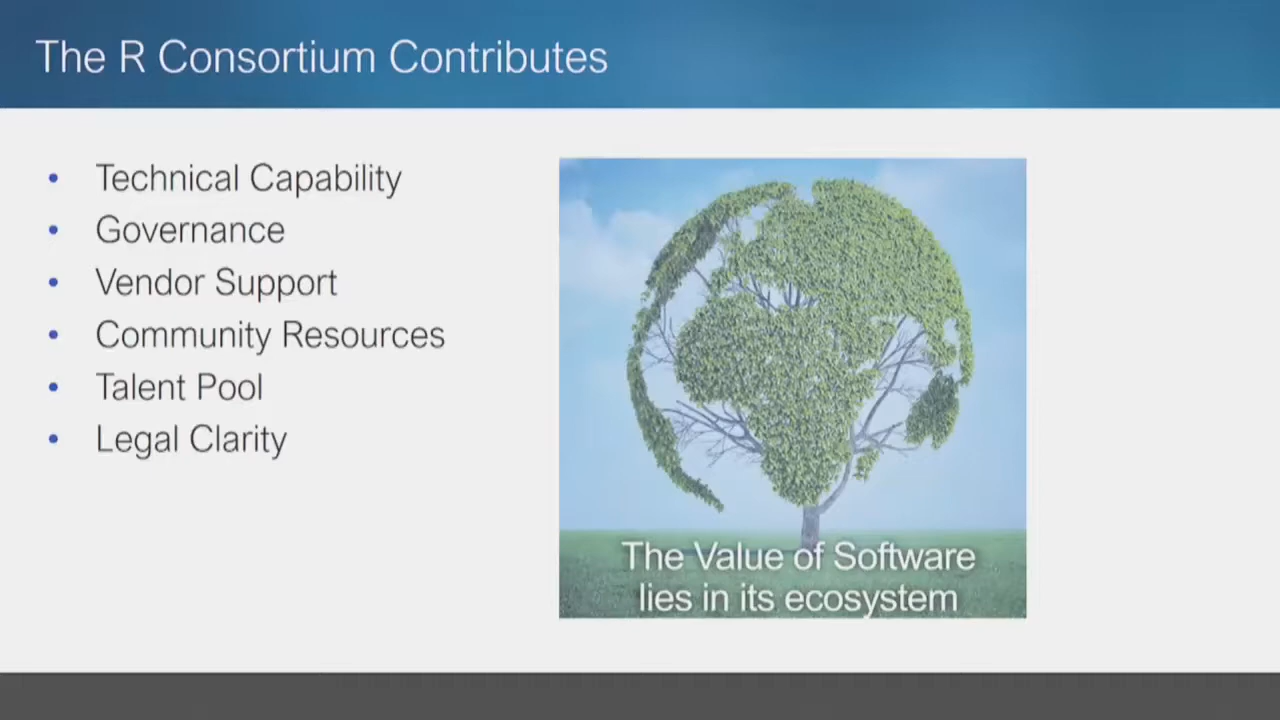 The R Consortium Contributes
• Technical Capability
• Governance
• Vendor Support
• Community Resources
• Talent Pool
• Legal Clarity
The Value of Software
lies in its ecosystem